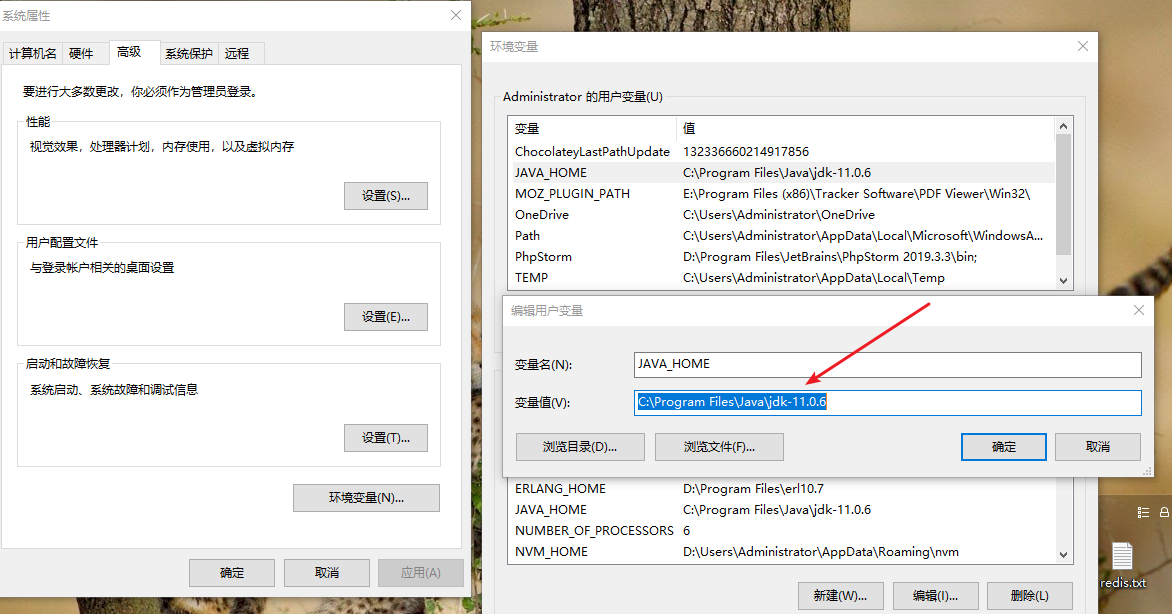 系统属性
计算机名 硬件 高级 系统保护 远程
要进行大多数更改，你必须作为管理员登录。
性能
视觉效果，处理器计划，内存使用，以及虚拟内存
设置(S)...
用户配置文件
与登录帐户相关的桌面设置
设置(E)...
启动和故障恢复
系统启动、系统故障和调试信息
设置(T)...
环境变量(N)...
确定 取消 应用(A)
环境变量
Administrator 的用户变量(U)
变量 值
ChocolateyLastPathUpdate 132336660214917856
JAVA_HOME C:\Program Files\Java\jdk-11.0.6
MOZ_PLUGIN_PATH E:\Program Files (x86)\Tracker Software\PDF Viewer\Win32\
OneDrive C:\Users\Administrator\OneDrive
Path C:\Users\Administrator\AppData\Local\Microsoft\WindowsA...
PhpStorm D:\Program Files\JetBrains\PhpStorm 2019.3.3\bin;
TEMP C:\Users\Administrator\AppData\Local\Temp
编辑用户变量
变量名(N): JAVA_HOME
变量值(V): C:\Program Files\Java\jdk-11.0.6
浏览目录(D)... 浏览文件(F)... 确定 取消
ERLANG_HOME D:\Program Files\erl10.7
JAVA_HOME C:\Program Files\Java\jdk-11.0.6
NUMBER_OF_PROCESSORS 6
NVM_HOME D:\Users\Administrator\AppData\Roaming\nvm
新建(W)... 编辑(I)... 删除(L)
redis.txt